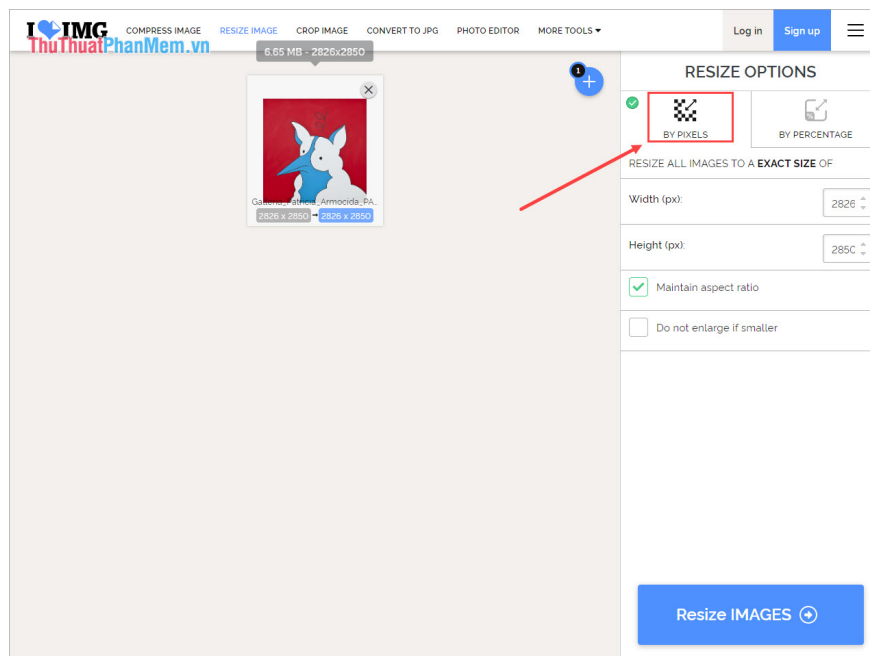 I IMG COMPRESS IMAGE RESIZE IMAGE CROP IMAGE CONVERT TO JPG PHOTO EDITOR MORE TOOLS Log in Sign up
ThuThuatPhanMem.vn
6.65 MB - 2826x2850
1
RESIZE OPTIONS
BY PIXELS BY PERCENTAGE
RESIZE ALL IMAGES TO A EXACT SIZE OF
Width (px): 2826
Height (px): 2850
Galleria_Patricia_Armocida_PA...
2826 x 2850 2826 x 2850
Maintain aspect ratio
Do not enlarge if smaller
Resize IMAGES